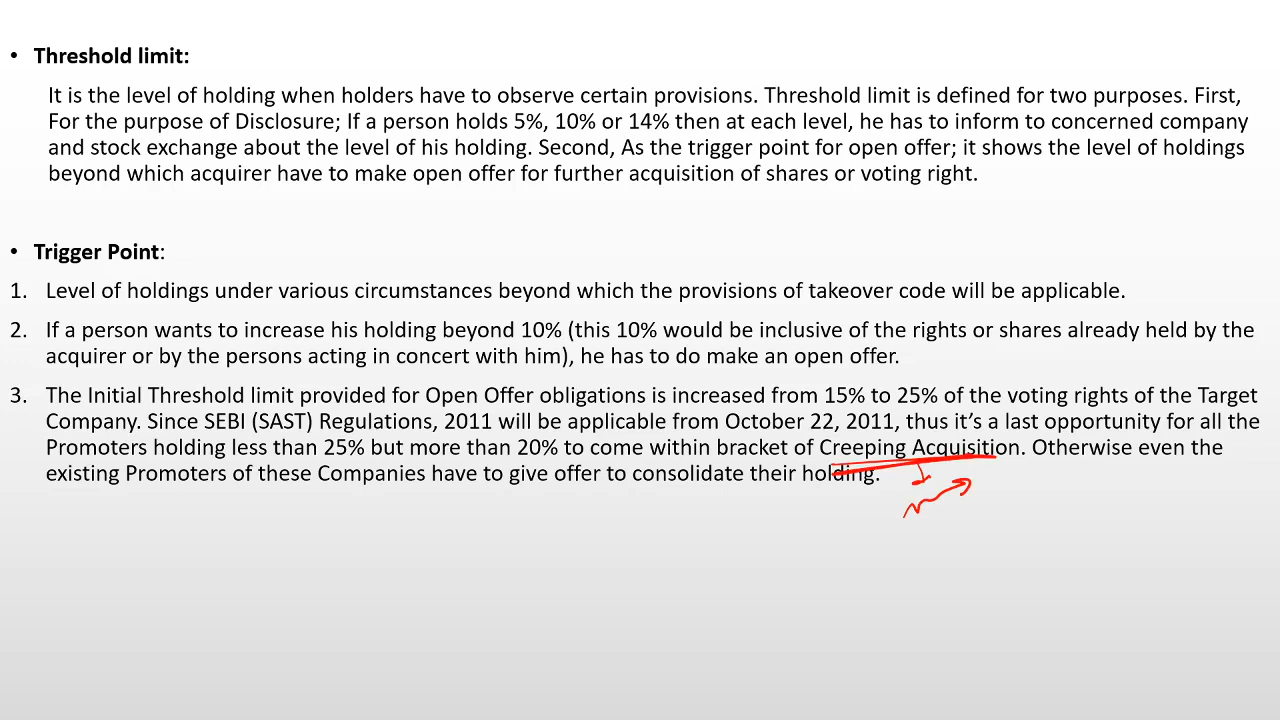 • Threshold limit:
It is the level of holding when holders have to observe certain provisions. Threshold limit is defined for two purposes. First,
For the purpose of Disclosure; If a person holds 5%, 10% or 14% then at each level, he has to inform to concerned company
and stock exchange about the level of his holding. Second, As the trigger point for open offer; it shows the level of holdings
beyond which acquirer have to make open offer for further acquisition of shares or voting right.
• Trigger Point:
1. Level of holdings under various circumstances beyond which the provisions of takeover code will be applicable.
2. If a person wants to increase his holding beyond 10% (this 10% would be inclusive of the rights or shares already held by the
acquirer or by the persons acting in concert with him), he has to do make an open offer.
3. The Initial Threshold limit provided for Open Offer obligations is increased from 15% to 25% of the voting rights of the Target
Company. Since SEBI (SAST) Regulations, 2011 will be applicable from October 22, 2011, thus it’s a last opportunity for all the
Promoters holding less than 25% but more than 20% to come within bracket of Creeping Acquisition. Otherwise even the
existing Promoters of these Companies have to give offer to consolidate their holding.